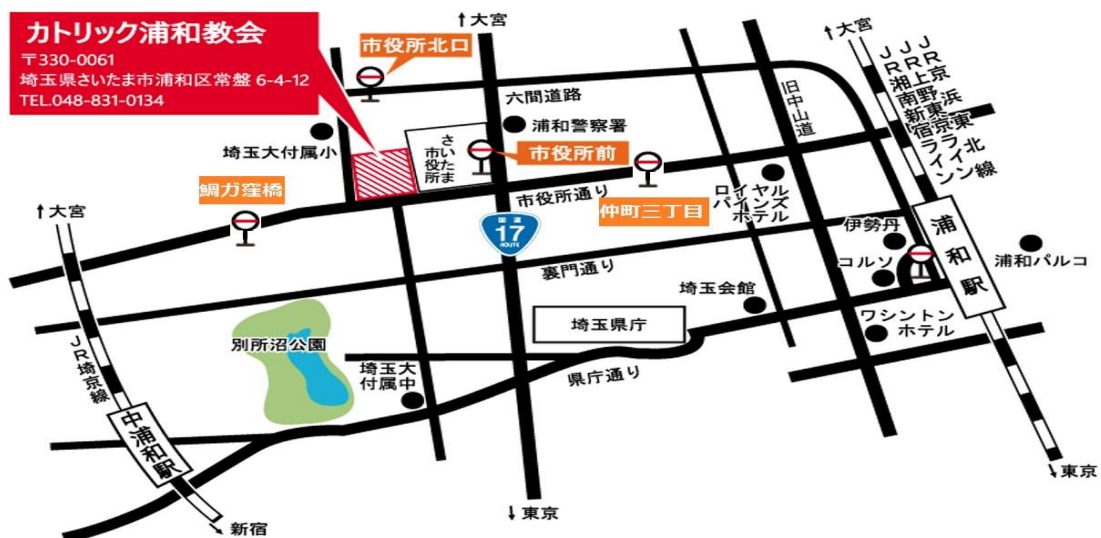 カトリック浦和教会
〒330-0061
埼玉県さいたま市浦和区常盤 6-4-12
TEL.048-831-0134
↑大宮
市役所北口
六間道路
旧中山道
↑大宮
JR京浜東北線
JR上野東京ライン
JR湘南新宿ライン
埼玉大付属小
さいたま
市役所
浦和警察署
市役所前
鯛ガ窪橋
市役所通り
仲町三丁目
ロイヤル
パインズ
ホテル
↑大宮
国道
17
ROUTE
伊勢丹
コルソ
浦和駅
浦和パルコ
裏門通り
埼玉会館
埼玉県庁
ワシントン
ホテル
別所沼公園
JR埼京線
埼玉大
付属中
県庁通り
中浦和駅
↓東京
↓東京
↘新宿